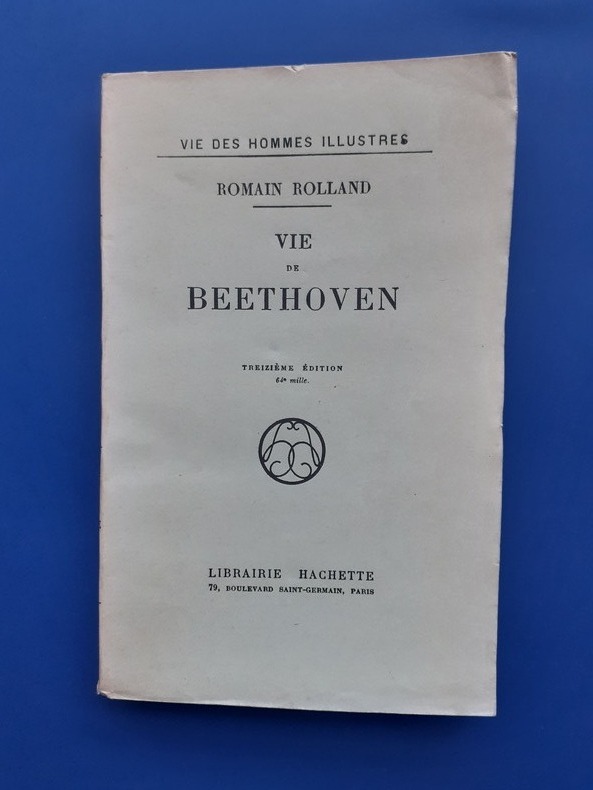 VIE DES HOMMES ILLUSTRES
ROMAIN ROLLAND
VIE
DE
BEETHOVEN
TREIZIÈME ÉDITION
64e mille.
LIBRAIRIE HACHETTE
79, BOULEVARD SAINT-GERMAIN, PARIS